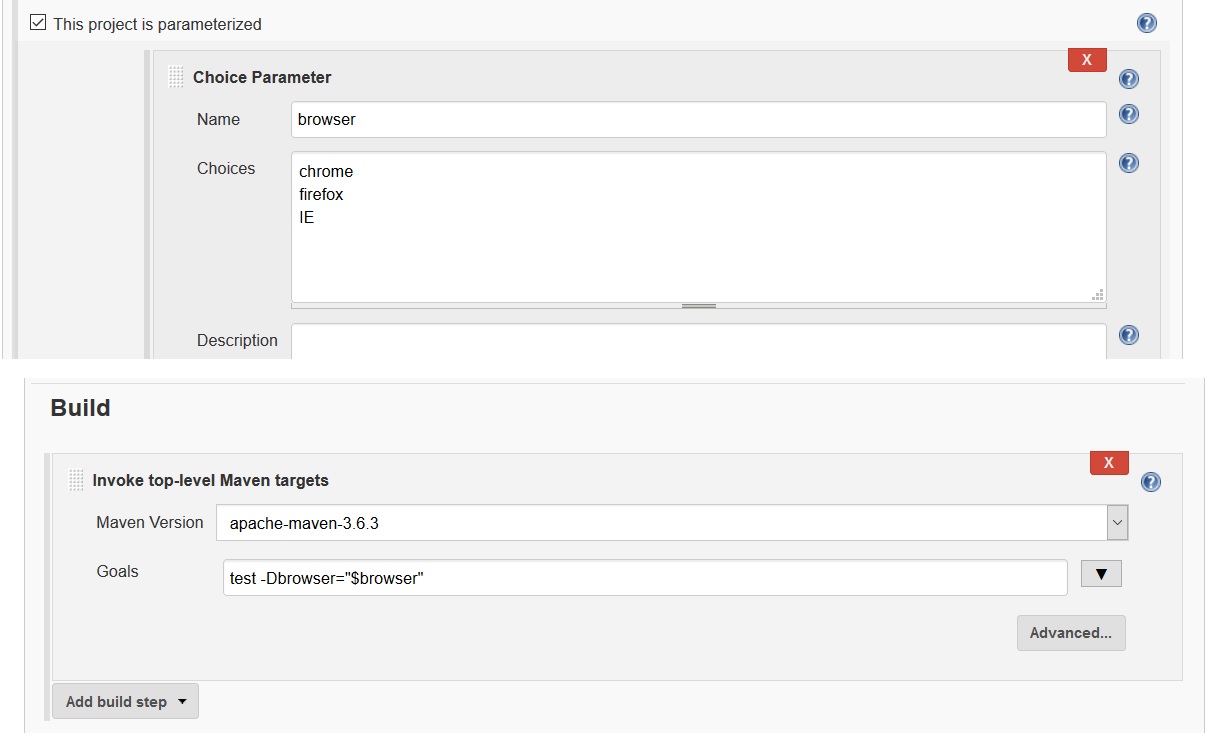 This project is parameterized
?
X
Choice Parameter
?
Name
browser
?
Choices
chrome
firefox
IE
?
Description
?
Build
X
Invoke top-level Maven targets
?
Maven Version
apache-maven-3.6.3
Goals
test -Dbrowser="$browser"
Advanced...
Add build step